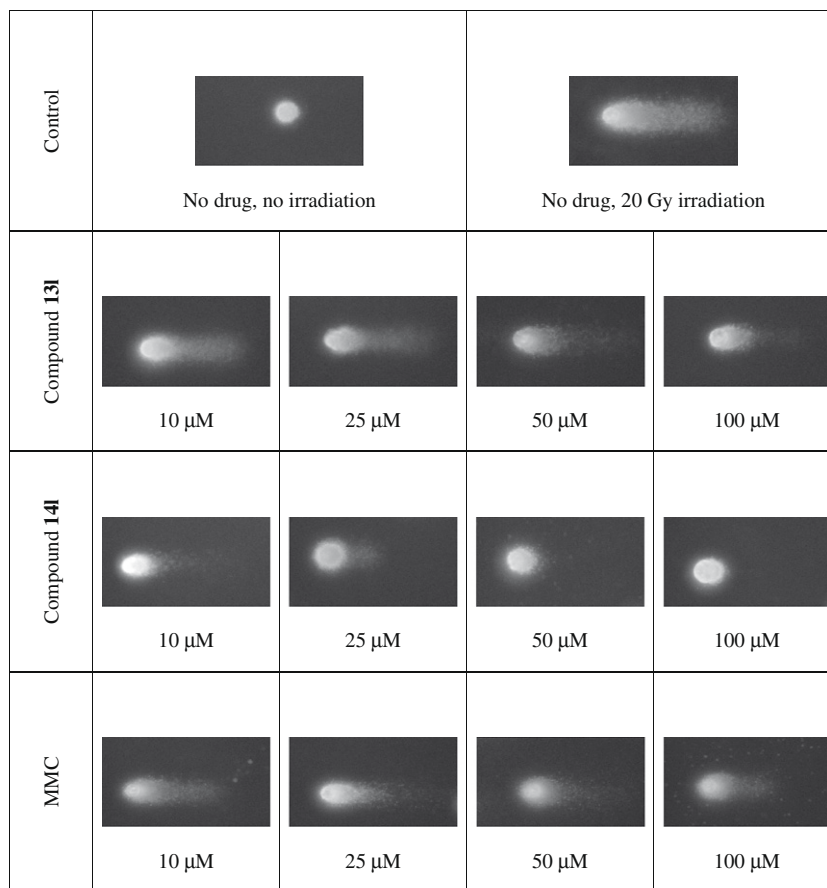 Control
No drug, no irradiation
No drug, 20 Gy irradiation
Compound 13l
10 µM
25 µM
50 µM
100 µM
Compound 14l
10 µM
25 µM
50 µM
100 µM
MMC
10 µM
25 µM
50 µM
100 µM